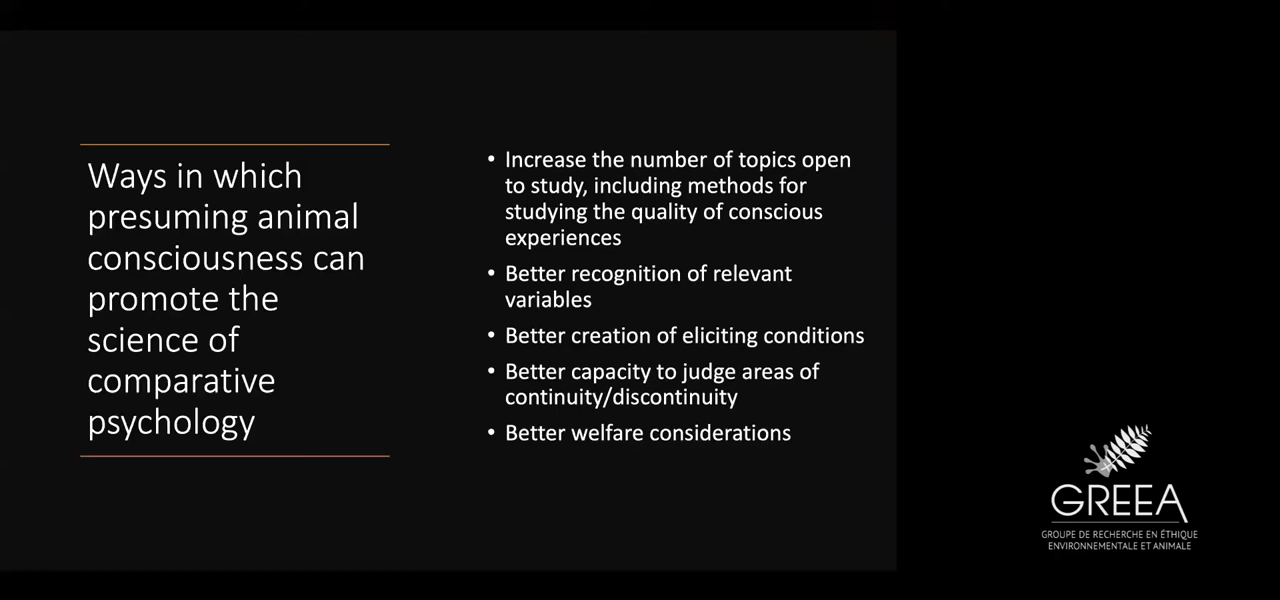 Ways in which
presuming animal
consciousness can
promote the
science of
comparative
psychology
• Increase the number of topics open
to study, including methods for
studying the quality of conscious
experiences
• Better recognition of relevant
variables
• Better creation of eliciting conditions
• Better capacity to judge areas of
continuity/discontinuity
• Better welfare considerations
GREEA
GROUPE DE RECHERCHE EN ÉTHIQUE
ENVIRONNEMENTALE ET ANIMALE